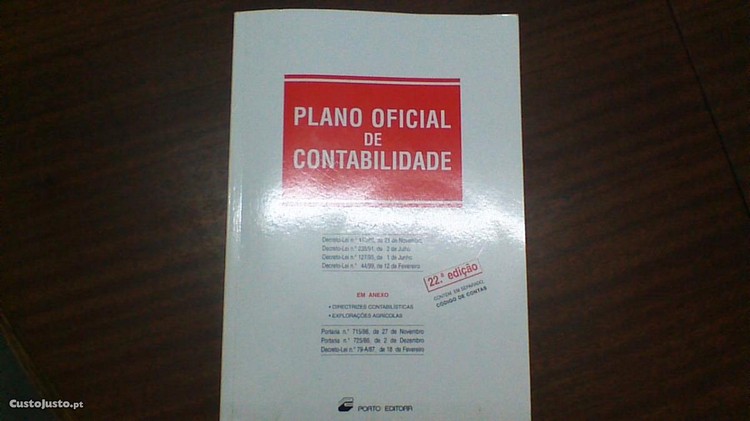 PLANO OFICIAL
DE
CONTABILIDADE
Decreto-Lei n.º 410/89, de 21 de Novembro
Decreto-Lei n.º 238/91, de 2 de Julho
Decreto-Lei n.º 127/95, de 1 de Junho
Decreto-Lei n.º 44/99, de 12 de Fevereiro
22.ª edição
CONTÉM, EM SEPARADO,
CÓDIGO DE CONTAS
EM ANEXO
• DIRECTRIZES CONTABILÍSTICAS
• EXPLORAÇÕES AGRÍCOLAS
Portaria n.º 715/86, de 27 de Novembro
Portaria n.º 725/86, de 2 de Dezembro
Decreto-Lei n.º 79-A/87, de 18 de Fevereiro
PORTO EDITORA
CustoJusto.pt